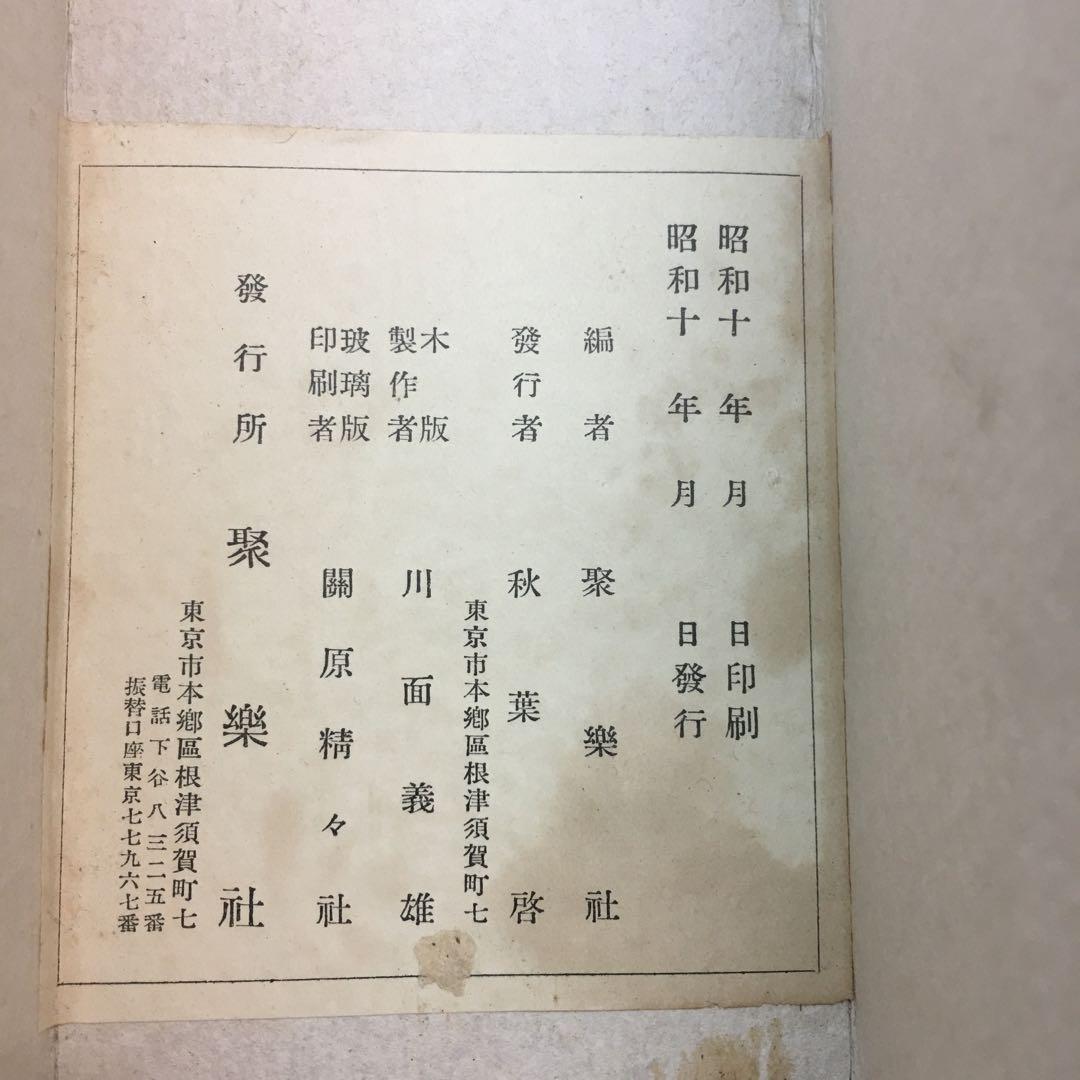 昭和十　年　月　日印刷
昭和十　年　月　日發行
編者　聚樂社
發行者　秋葉啓
東京市本鄕區根津須賀町七
木版製作者　川面義雄
玻璃版印刷者　關原精々社
發行所　聚樂社
東京市本鄕區根津須賀町七
電話下谷八三二五番
振替口座東京七七九六七番